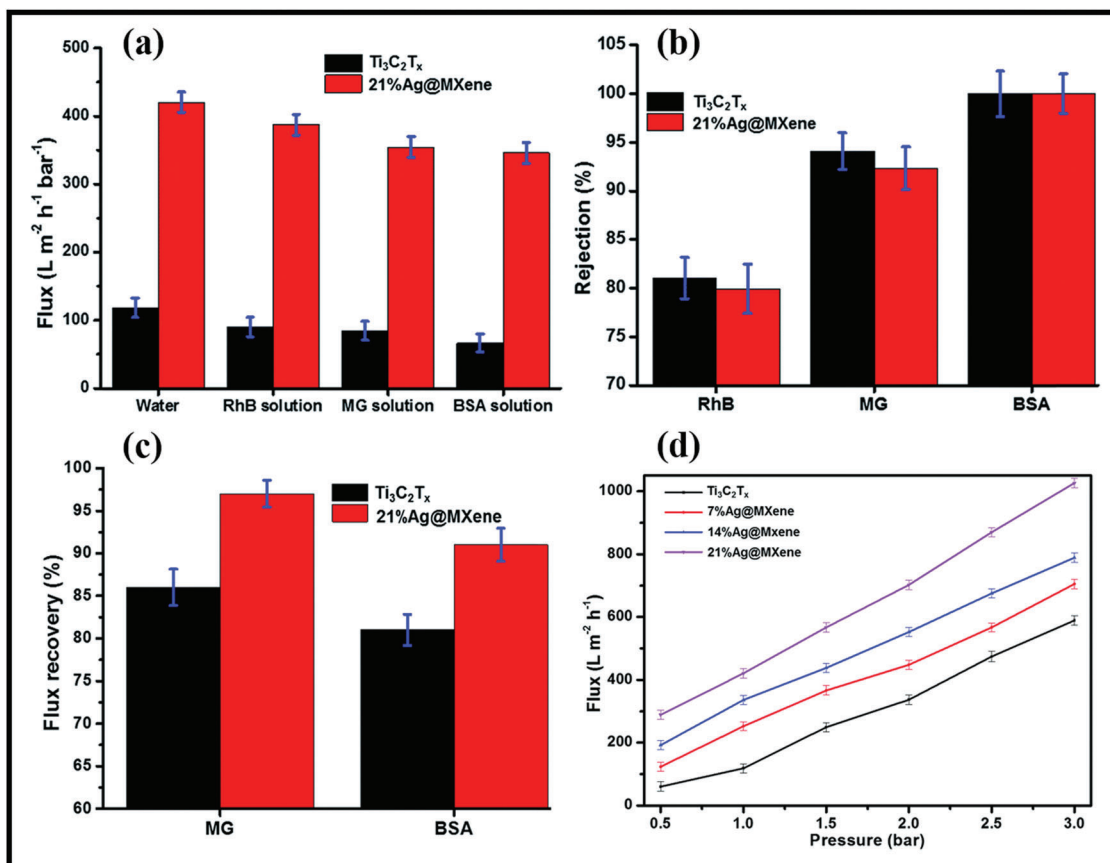 (a)
500
400
300
200
100
0
Flux (L m⁻² h⁻¹ bar⁻¹)
Ti₃C₂Tₓ
21%Ag@MXene
Water
RhB solution
MG solution
BSA solution
(b)
100
95
90
85
80
75
70
Rejection (%)
Ti₃C₂Tₓ
21%Ag@MXene
RhB
MG
BSA
(c)
100
95
90
85
80
75
70
65
60
Flux recovery (%)
Ti₃C₂Tₓ
21%Ag@MXene
MG
BSA
(d)
1000
800
600
400
200
0
Flux (L m⁻² h⁻¹)
Ti₃C₂Tₓ
7%Ag@MXene
14%Ag@Mxene
21%Ag@MXene
0.5
1.0
1.5
2.0
2.5
3.0
Pressure (bar)